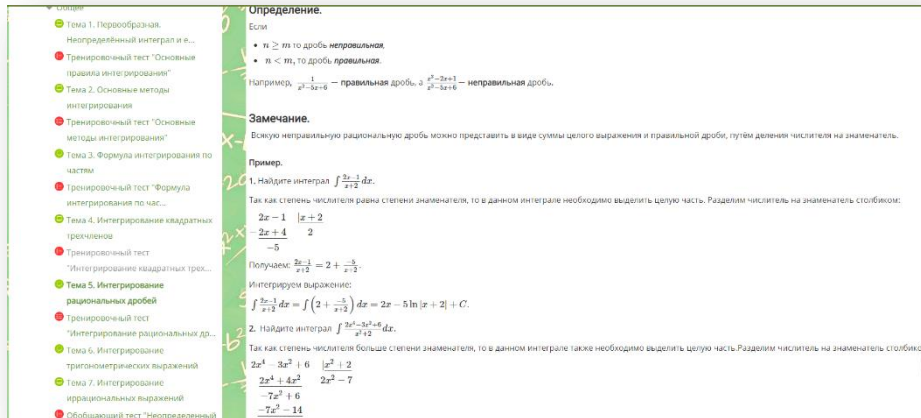 Общее
Тема 1. Первообразная.
Неопределённый интеграл и е...
Тренировочный тест "Основные
правила интегрирования"
Тема 2. Основные методы
интегрирования
Тренировочный тест "Основные
методы интегрирования"
Тема 3. Формула интегрирования по
частям
Тренировочный тест "Формула
интегрирования по час...
Тема 4. Интегрирование квадратных
трехчленов
Тренировочный тест
"Интегрирование квадратных трех...
Тема 5. Интегрирование
рациональных дробей
Тренировочный тест
"Интегрирование рациональных др...
Тема 6. Интегрирование
тригонометрических выражений
Тема 7. Интегрирование
иррациональных выражений
Обобщающий тест "Неопределенный
Определение.
Если
• n ≥ m то дробь неправильная,
• n < m, то дробь правильная.
Например, 1/(x²−5x+6) − правильная дробь, а (x²−2x+1)/(x²−5x+6) − неправильная дробь.
Замечание.
Всякую неправильную рациональную дробь можно представить в виде суммы целого выражения и правильной дроби, путём деления числителя на знаменатель.
Пример.
1. Найдите интеграл ∫ (2x−1)/(x+2) dx.
Так как степень числителя равна степени знаменателя, то в данном интеграле необходимо выделить целую часть. Разделим числитель на знаменатель столбиком:
2x − 1 |x + 2
− 2x + 4 2
−5
Получаем: (2x−1)/(x+2) = 2 + −5/(x+2).
Интегрируем выражение:
∫ (2x−1)/(x+2) dx = ∫ (2 + −5/(x+2)) dx = 2x − 5 ln |x + 2| + C.
2. Найдите интеграл ∫ (2x⁴−3x²+6)/(x²+2) dx.
Так как степень числителя больше степени знаменателя, то в данном интеграле также необходимо выделить целую часть.Разделим числитель на знаменатель столбико
2x⁴ − 3x² + 6 |x² + 2
2x⁴ + 4x² 2x² − 7
−7x² + 6
−7x² − 14